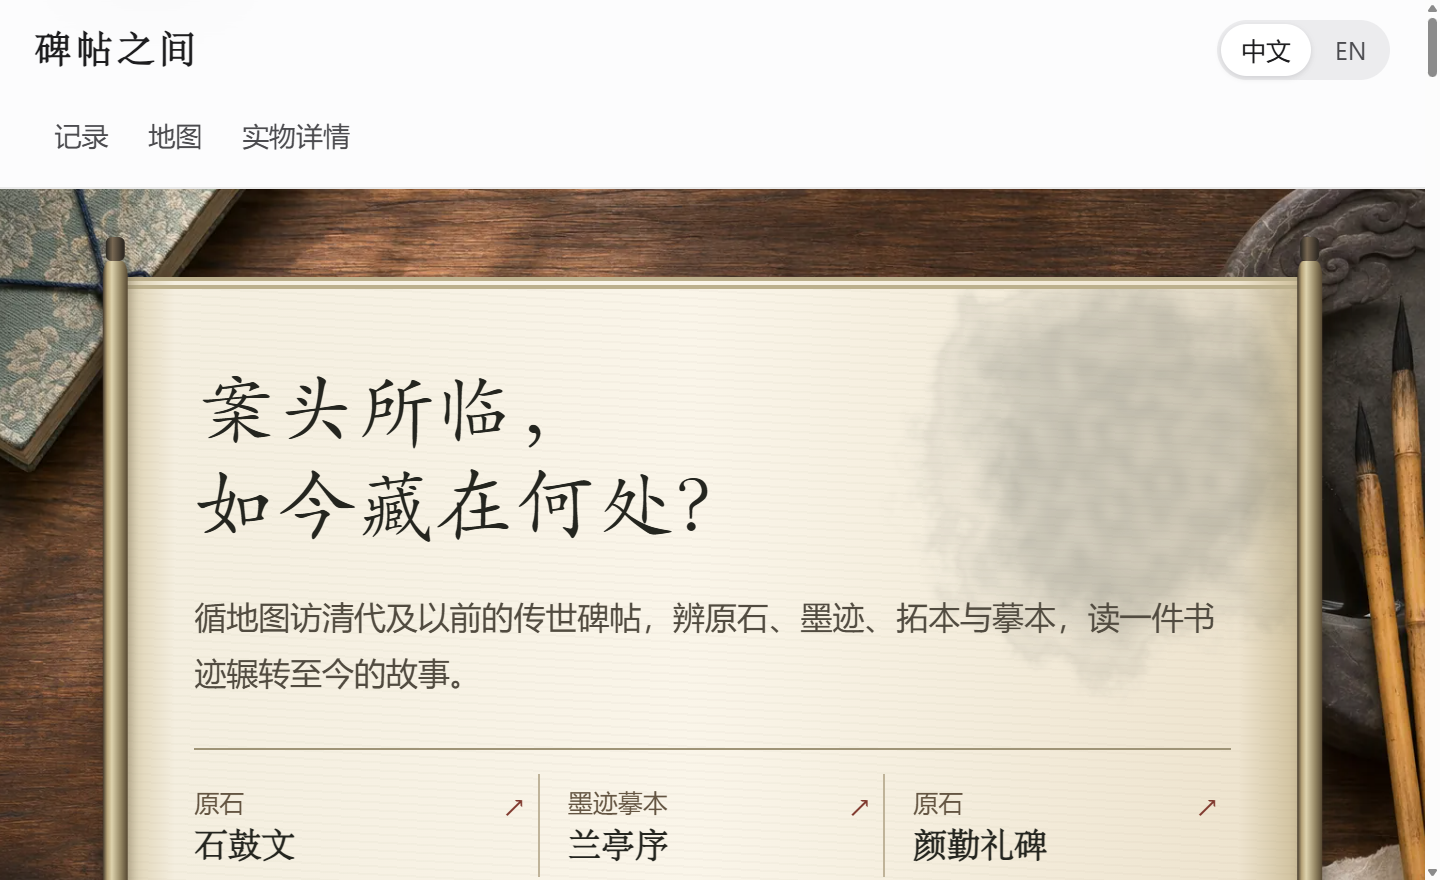 碑帖之间
中文 EN
记录 地图 实物详情
案头所临，
如今藏在何处？
循地图访清代及以前的传世碑帖，辨原石、墨迹、拓本与摹本，读一件书
迹辗转至今的故事。
原石 ↗ 墨迹摹本 ↗ 原石 ↗
石鼓文 兰亭序 颜勤礼碑